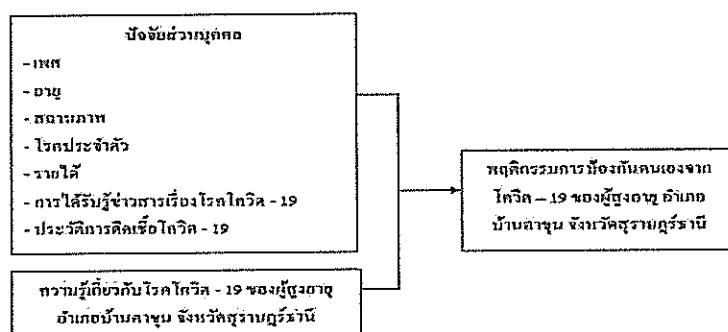 ปัจจัยส่วนบุคคล
- เพศ
- อายุ
- สถานภาพ
- โรคประจำตัว
- รายได้
- การได้รับรู้ข่าวสารเรื่องโรคโควิด - 19
- ประวัติการติดเชื้อโควิด - 19
ความรู้เกี่ยวกับโรคโควิด - 19 ของผู้สูงอายุ
อำเภอบ้านตาขุน จังหวัดสุราษฎร์ธานี
พฤติกรรมการป้องกันตนเองจาก
โควิด – 19 ของผู้สูงอายุ อำเภอ
บ้านตาขุน จังหวัดสุราษฎร์ธานี